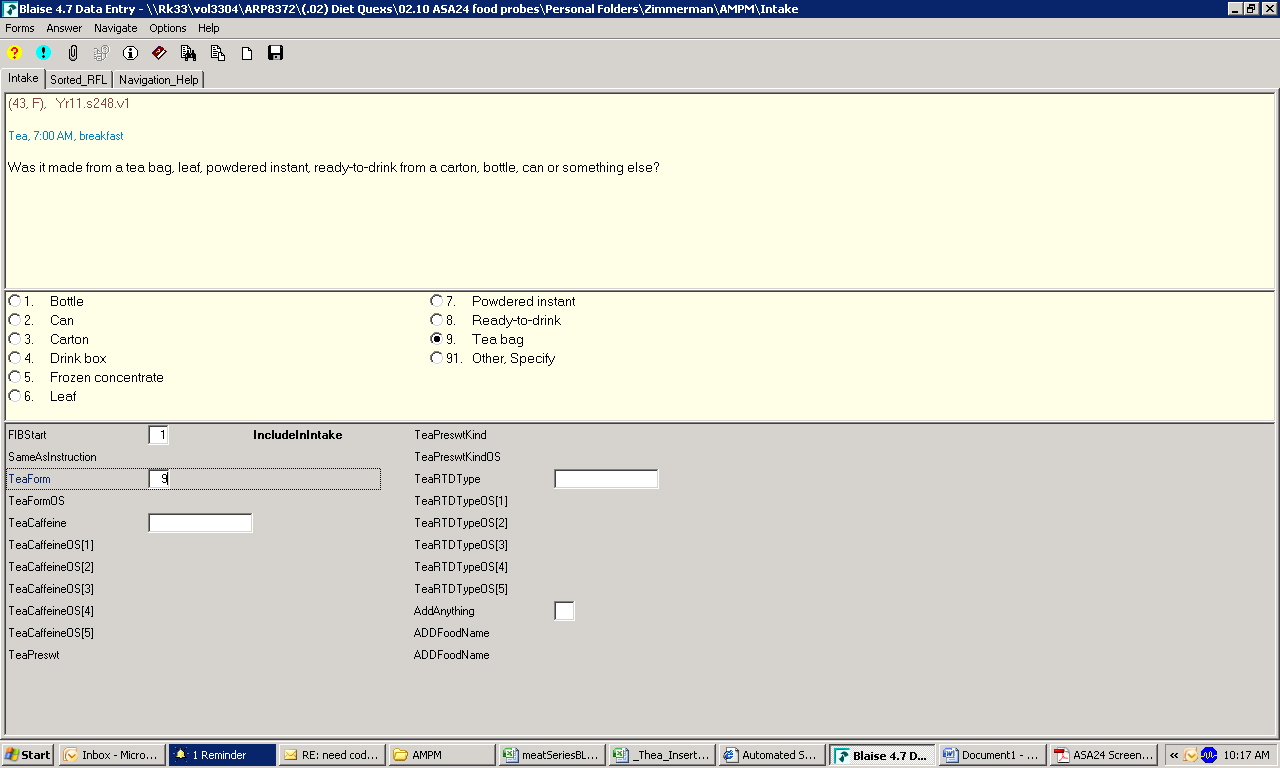 Blaise 4.7 Data Entry - \\Rk33\vol3304\ARP8372\(.02) Diet Quexs\02.10 ASA24 food probes\Personal Folders\Zimmerman\AMPM\Intake
Forms Answer Navigate Options Help
Intake Sorted_RFL Navigation_Help
(43, F), Yr11.s248.v1
Tea, 7:00 AM, breakfast
Was it made from a tea bag, leaf, powdered instant, ready-to-drink from a carton, bottle, can or something else?
1. Bottle
2. Can
3. Carton
4. Drink box
5. Frozen concentrate
6. Leaf
7. Powdered instant
8. Ready-to-drink
9. Tea bag
91. Other, Specify
FIBStart 1 IncludeInIntake
SameAsInstruction
TeaForm 9
TeaFormOS
TeaCaffeine
TeaCaffeineOS[1]
TeaCaffeineOS[2]
TeaCaffeineOS[3]
TeaCaffeineOS[4]
TeaCaffeineOS[5]
TeaPreswt
TeaPreswtKind
TeaPreswtKindOS
TeaRTDType
TeaRTDTypeOS[1]
TeaRTDTypeOS[2]
TeaRTDTypeOS[3]
TeaRTDTypeOS[4]
TeaRTDTypeOS[5]
AddAnything
ADDFoodName
ADDFoodName
Start Inbox - Micro... 1 Reminder RE: need cod... AMPM meatSeriesBL... _Thea_Insert... Automated S... Blaise 4.7 D... Document1 - ... ASA24 Screen... « 10:17 AM